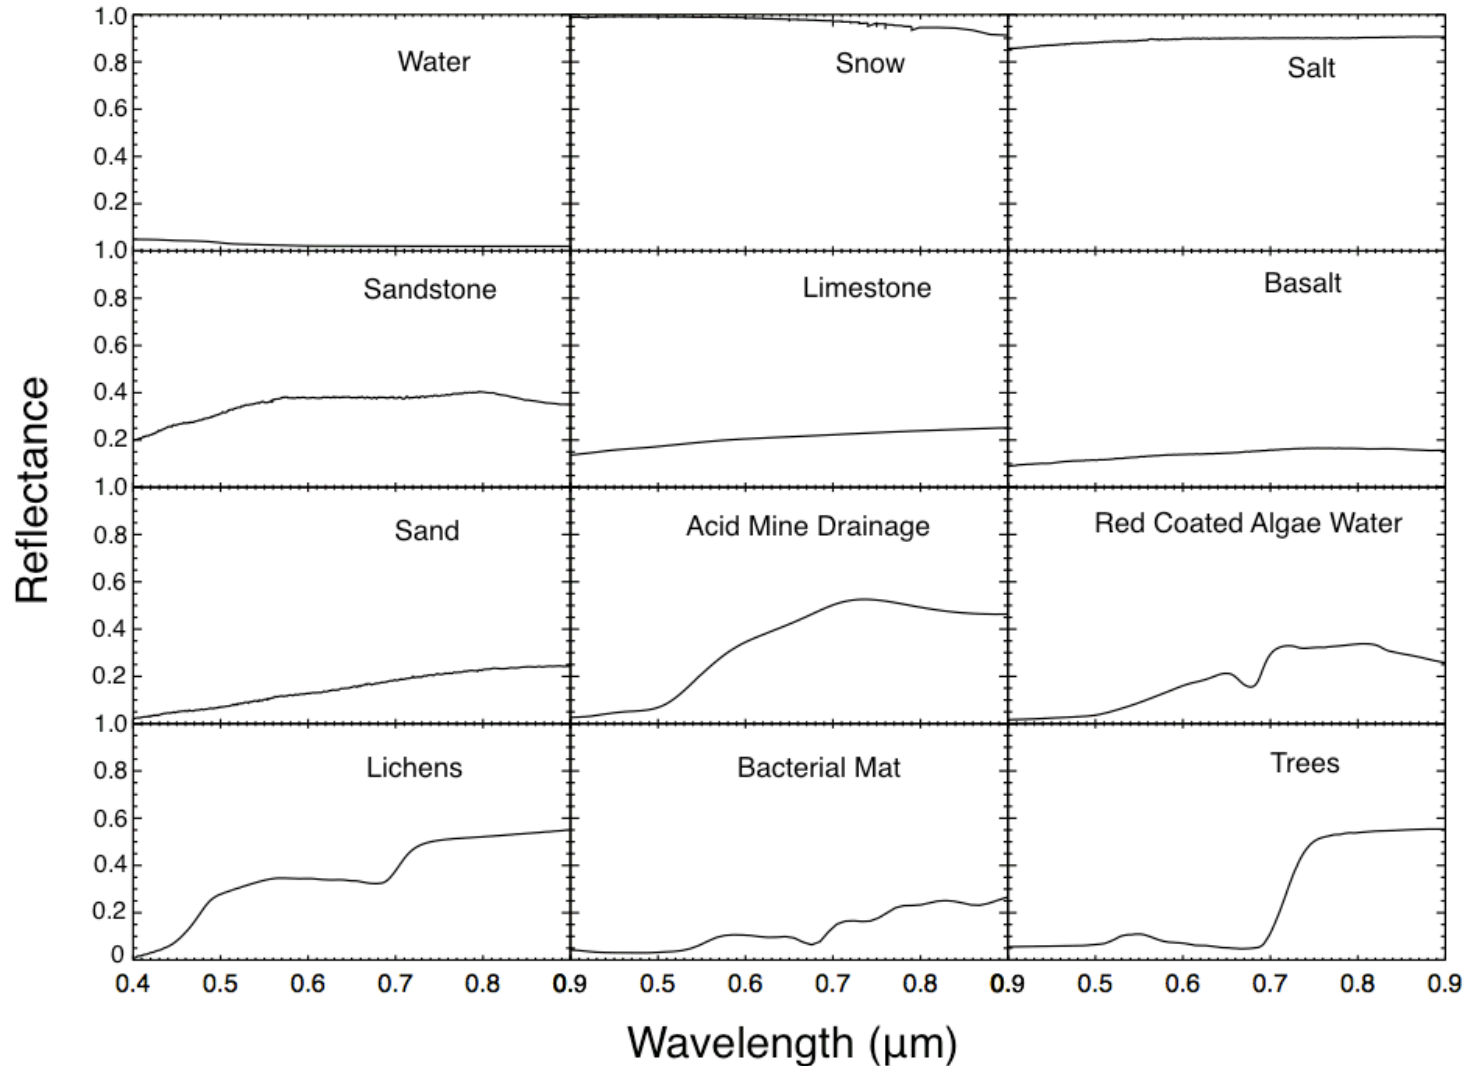 1.0
0.8
0.6
0.4
0.2
Water
Snow
Salt
1.0
0.8
0.6
0.4
0.2
Sandstone
Limestone
Basalt
1.0
0.8
0.6
0.4
0.2
Sand
Acid Mine Drainage
Red Coated Algae Water
1.0
0.8
0.6
0.4
0.2
0
Lichens
Bacterial Mat
Trees
Reflectance
0.4 0.5 0.6 0.7 0.8 0.9 0.5 0.6 0.7 0.8 0.9 0.5 0.6 0.7 0.8 0.9
Wavelength (μm)